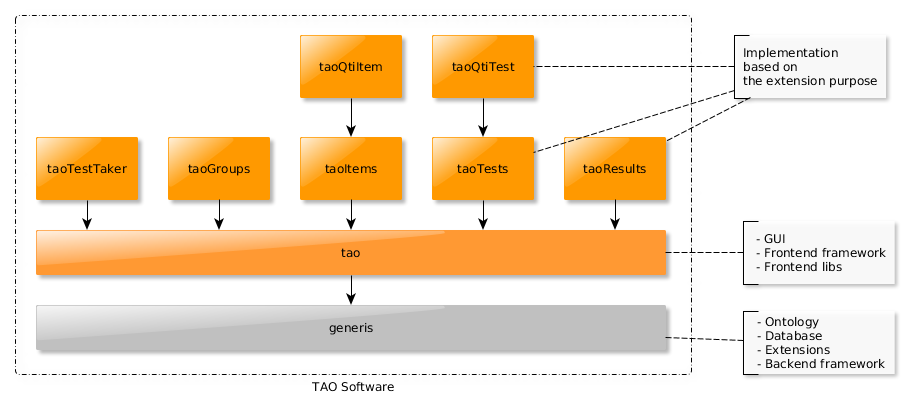 taoQtiItem
taoQtiTest
Implementation
based on
the extension purpose
taoTestTaker
taoGroups
taoItems
taoTests
taoResults
tao
- GUI
- Frontend framework
- Frontend libs
generis
- Ontology
- Database
- Extensions
- Backend framework
TAO Software